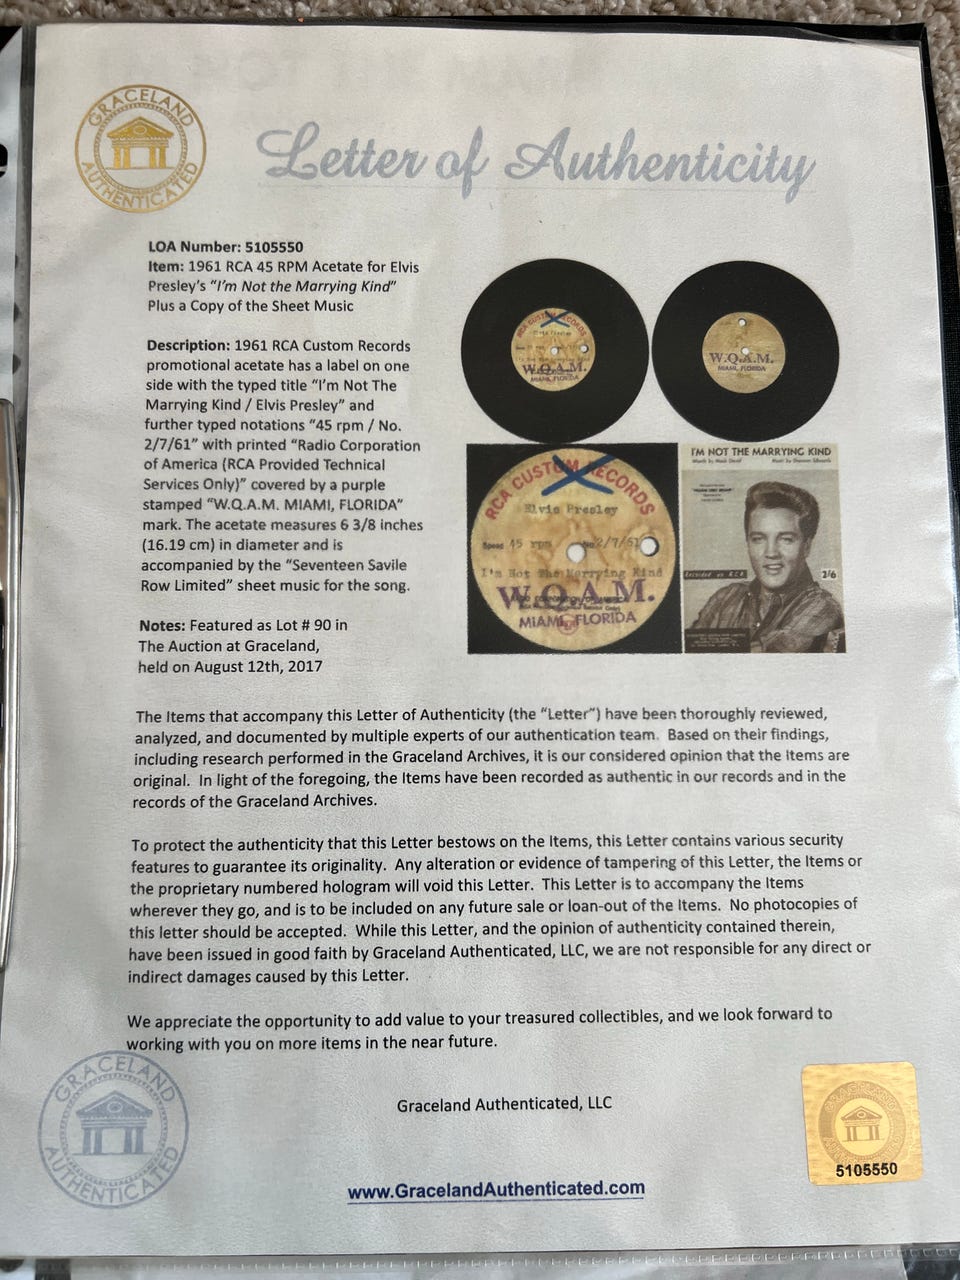 GRACELAND
AUTHENTICATED
Letter of Authenticity
LOA Number: 5105550
Item: 1961 RCA 45 RPM Acetate for Elvis
Presley's "I'm Not the Marrying Kind"
Plus a Copy of the Sheet Music
Description: 1961 RCA Custom Records
promotional acetate has a label on one
side with the typed title "I'm Not The
Marrying Kind / Elvis Presley" and
further typed notations "45 rpm / No.
2/7/61" with printed "Radio Corporation
of America (RCA Provided Technical
Services Only)" covered by a purple
stamped "W.Q.A.M. MIAMI, FLORIDA"
mark. The acetate measures 6 3/8 inches
(16.19 cm) in diameter and is
accompanied by the "Seventeen Savile
Row Limited" sheet music for the song.
Notes: Featured as Lot # 90 in
The Auction at Graceland,
held on August 12th, 2017
RCA CUSTOM RECORDS
Elvis Presley
W.Q.A.M.
MIAMI, FLORIDA
W.Q.A.M.
MIAMI, FLORIDA
RCA CUSTOM RECORDS
Elvis Presley
Speed 45 rpm No. 2/7/61
I'm Not The Marrying Kind
W.Q.A.M.
MIAMI, FLORIDA
I'M NOT THE MARRYING KIND
Words by Mack David Music by Sherman Edwards
Recorded on RCA
2/6
The Items that accompany this Letter of Authenticity (the "Letter") have been thoroughly reviewed,
analyzed, and documented by multiple experts of our authentication team. Based on their findings,
including research performed in the Graceland Archives, it is our considered opinion that the Items are
original. In light of the foregoing, the Items have been recorded as authentic in our records and in the
records of the Graceland Archives.
To protect the authenticity that this Letter bestows on the Items, this Letter contains various security
features to guarantee its originality. Any alteration or evidence of tampering of this Letter, the Items or
the proprietary numbered hologram will void this Letter. This Letter is to accompany the Items
wherever they go, and is to be included on any future sale or loan-out of the Items. No photocopies of
this letter should be accepted. While this Letter, and the opinion of authenticity contained therein,
have been issued in good faith by Graceland Authenticated, LLC, we are not responsible for any direct or
indirect damages caused by this Letter.
We appreciate the opportunity to add value to your treasured collectibles, and we look forward to
working with you on more items in the near future.
GRACELAND
AUTHENTICATED
Graceland Authenticated, LLC
www.GracelandAuthenticated.com
GRACELAND
5105550